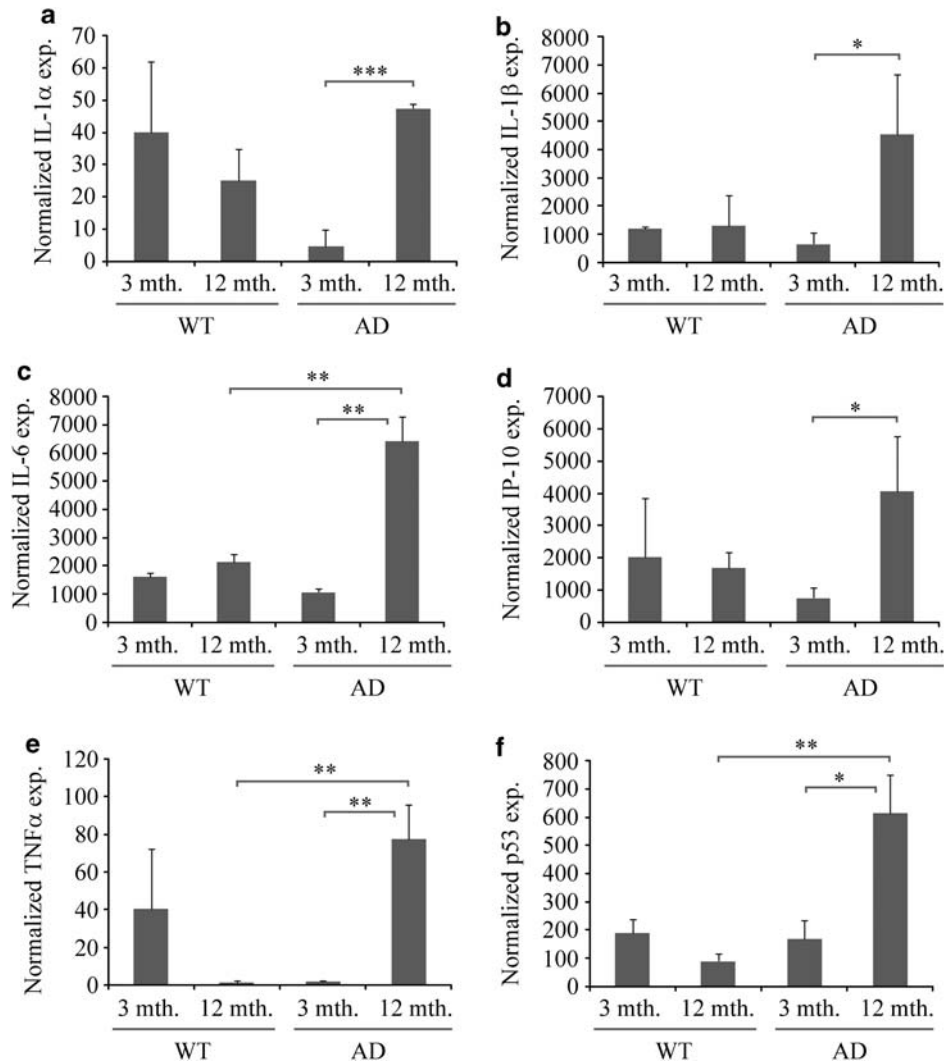 a
Normalized IL-1α exp.
70
60
50
40
30
20
10
0
***
3 mth. 12 mth. 3 mth. 12 mth.
WT AD
b
Normalized IL-1β exp.
8000
7000
6000
5000
4000
3000
2000
1000
0
*
3 mth. 12 mth. 3 mth. 12 mth.
WT AD
c
Normalized IL-6 exp.
8000
7000
6000
5000
4000
3000
2000
1000
0
**
**
3 mth. 12 mth. 3 mth. 12 mth.
WT AD
d
Normalized IP-10 exp.
7000
6000
5000
4000
3000
2000
1000
0
*
3 mth. 12 mth. 3 mth. 12 mth.
WT AD
e
Normalized TNFα exp.
120
100
80
60
40
20
0
**
**
3 mth. 12 mth. 3 mth. 12 mth.
WT AD
f
Normalized p53 exp.
800
700
600
500
400
300
200
100
0
**
*
3 mth. 12 mth. 3 mth. 12 mth.
WT AD